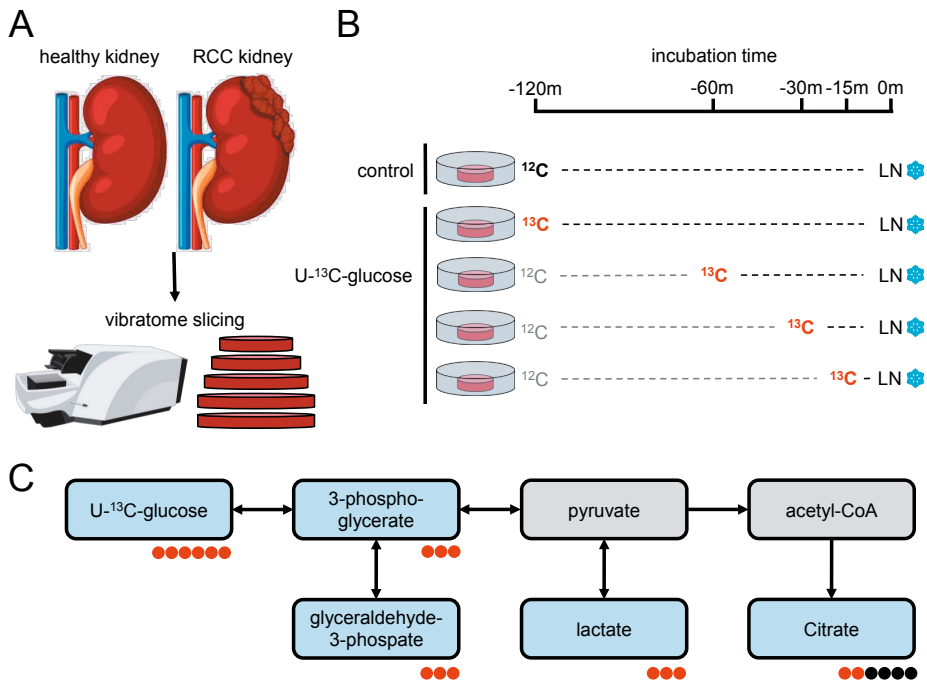 A
healthy kidney
RCC kidney
vibratome slicing
B
incubation time
-120m -60m -30m -15m 0m
control ¹²C LN
¹³C LN
U-¹³C-glucose ¹²C ¹³C LN
¹²C ¹³C LN
¹²C ¹³C LN
C
U-¹³C-glucose
3-phospho-
glycerate
pyruvate
acetyl-CoA
glyceraldehyde-
3-phospate
lactate
Citrate